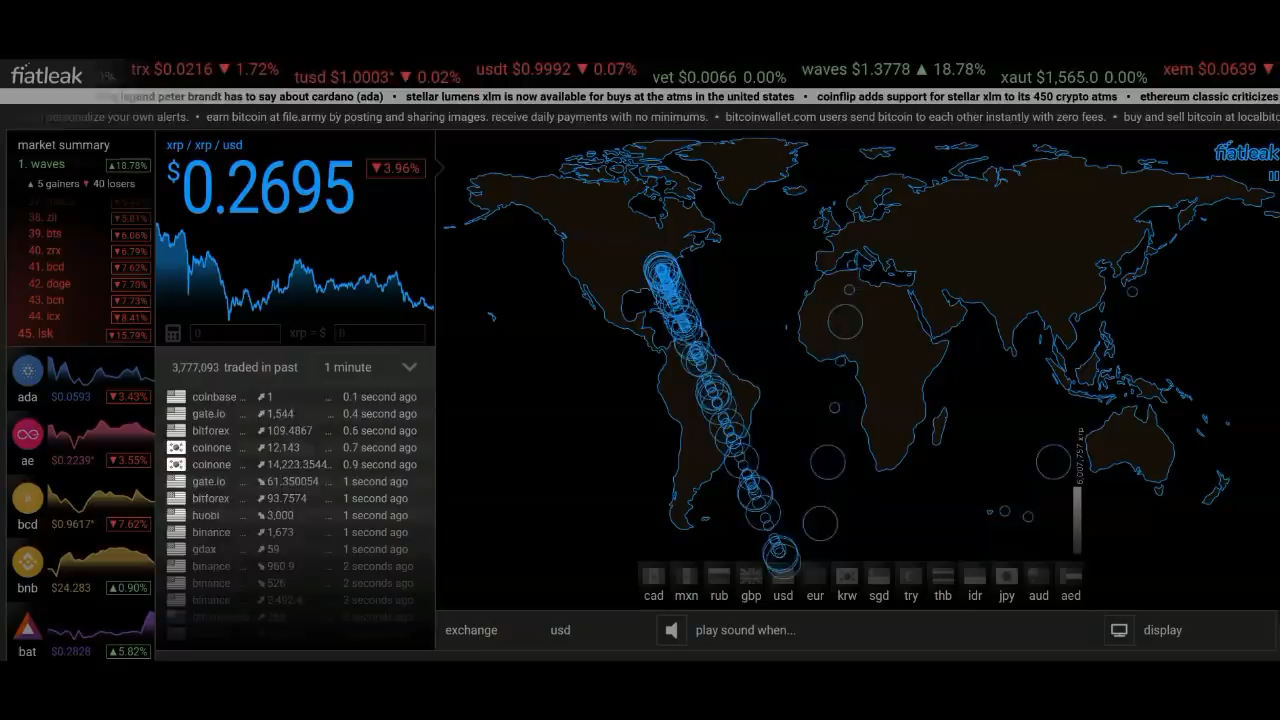 fiatleak
trx $0.0216 ▼ 1.72% tusd $1.0003* ▼ 0.02% usdt $0.9992 ▼ 0.07% vet $0.0066 0.00% waves $1.3778 ▲ 18.78% xaut $1,565.0 0.00% xem $0.0639 ▼
legend peter brandt has to say about cardano (ada) • stellar lumens xlm is now available for buys at the atms in the united states • coinflip adds support for stellar xlm to its 450 crypto atms • ethereum classic criticizes
personalize your own alerts. • earn bitcoin at file.army by posting and sharing images. receive daily payments with no minimums. • bitcoinwallet.com users send bitcoin to each other instantly with zero fees. • buy and sell bitcoin at localbitc
market summary
1. waves ▲18.78%
▲ 5 gainers ▼ 40 losers
38. zil ▼5.81%
39. bts ▼6.06%
40. zrx ▼6.79%
41. bcd ▼7.62%
42. doge ▼7.70%
43. bcn ▼7.73%
44. icx ▼8.41%
45. lsk ▼15.79%
ada $0.0593 ▼3.43%
ae $0.2239* ▼3.55%
bcd $0.9617* ▼7.62%
bnb $24.283 ▲0.90%
bat $0.2828 ▲5.82%
xrp / xrp / usd
$0.2695 ▼3.96%
0 xrp = $ 0
3,777,093 traded in past 1 minute
coinbase ... 1 ... 0.1 second ago
gate.io ... 1,544 ... 0.4 second ago
bitforex ... 109.4867 ... 0.6 second ago
coinone ... 12,143 ... 0.7 second ago
coinone ... 14,223.3544.. 0.9 second ago
gate.io ... 61.350054 ... 1 second ago
bitforex ... 93.7574 ... 1 second ago
huobi ... 3,000 ... 1 second ago
binance ... 1,673 ... 1 second ago
gdax ... 59 ... 1 second ago
binance ... 960.9 ... 2 seconds ago
binance ... 526 ... 2 seconds ago
binance ... 2,492.4 ... 3 seconds ago
fiatleak
6,007,757 xrp
cad mxn rub gbp usd eur krw sgd try thb idr jpy aud aed
exchange usd play sound when... display